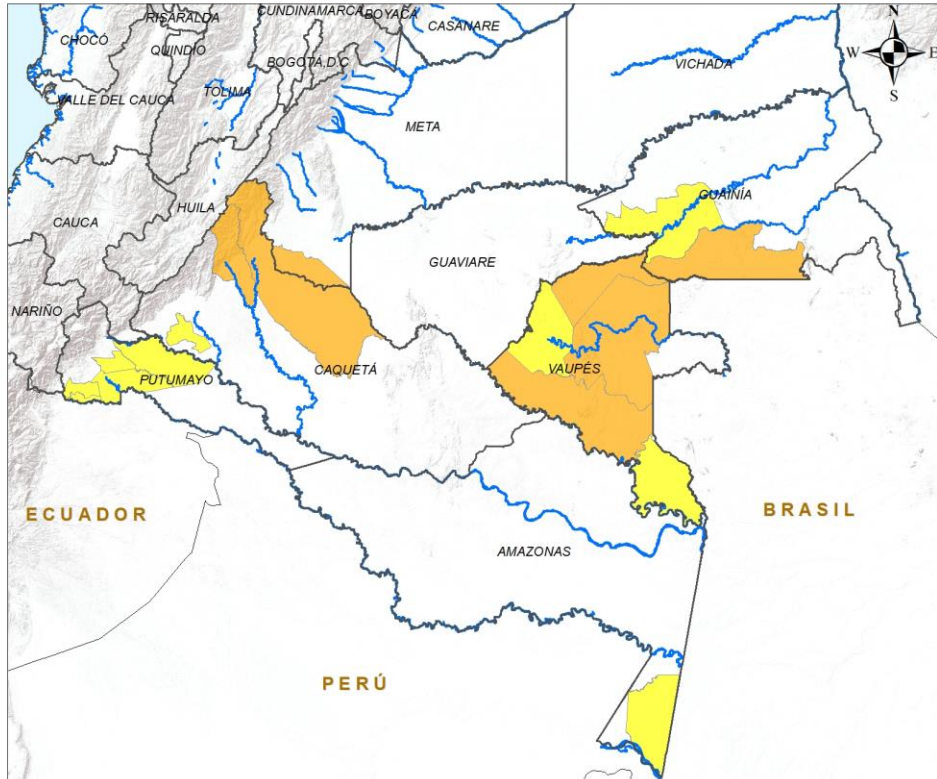 CUNDINAMARCA
BOYACÁ
RISARALDA
CASANARE
N
CHOCÓ
QUINDÍO
BOGOTÁ,D.C
W
E
VICHADA
S
VALLE DEL CAUCA
TOLIMA
META
GUAINÍA
HUILA
CAUCA
GUAVIARE
NARIÑO
CAQUETÁ
VAUPÉS
PUTUMAYO
ECUADOR
BRASIL
AMAZONAS
PERÚ